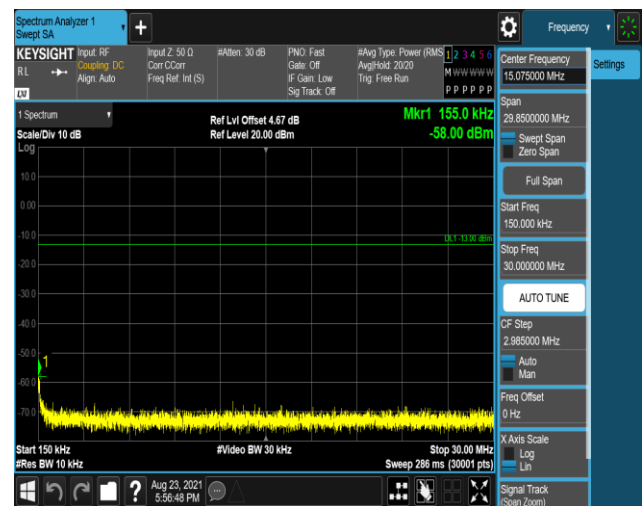 Spectrum Analyzer 1
Swept SA
Frequency
KEYSIGHT
RL
Input: RF
Coupling: DC
Align: Auto
Input Z: 50 Ω
Corr CCorr
Freq Ref: Int (S)
#Atten: 30 dB
PNO: Fast
Gate: Off
IF Gain: Low
Sig Track: Off
#Avg Type: Power (RMS
Avg|Hold: 20/20
Trig: Free Run
1 2 3 4 5 6
M W W W W W
P P P P P P
LXI
1 Spectrum
Scale/Div 10 dB
Log
Ref Lvl Offset 4.67 dB
Ref Level 20.00 dBm
Mkr1 155.0 kHz
-58.00 dBm
10.0
0.00
-10.0
DL1 -13.00 dBm
-20.0
-30.0
-40.0
-50.0
1
-60.0
-70.0
Start 150 kHz
#Res BW 10 kHz
#Video BW 30 kHz
Stop 30.00 MHz
Sweep 286 ms (30001 pts)
Aug 23, 2021
5:56:48 PM
Center Frequency
15.075000 MHz
Span
29.8500000 MHz
Swept Span
Zero Span
Full Span
Start Freq
150.000 kHz
Stop Freq
30.000000 MHz
AUTO TUNE
CF Step
2.985000 MHz
Auto
Man
Freq Offset
0 Hz
X Axis Scale
Log
Lin
Signal Track
(Span Zoom)
Settings